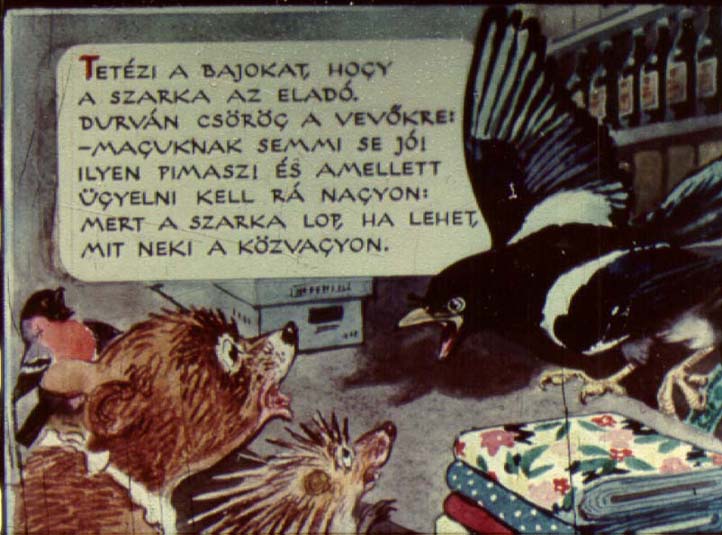 TETÉZI A BAJOKAT, HOGY
A SZARKA AZ ELADÓ.
DURVÁN CSÖRÖG A VEVŐKRE:
-MAGUKNAK SEMMI SE JÓ!
ILYEN PIMASZ! ÉS AMELLETT
ÜGYELNI KELL RÁ NAGYON:
MERT A SZARKA LOP, HA LEHET,
MIT NEKI A KÖZVAGYON.